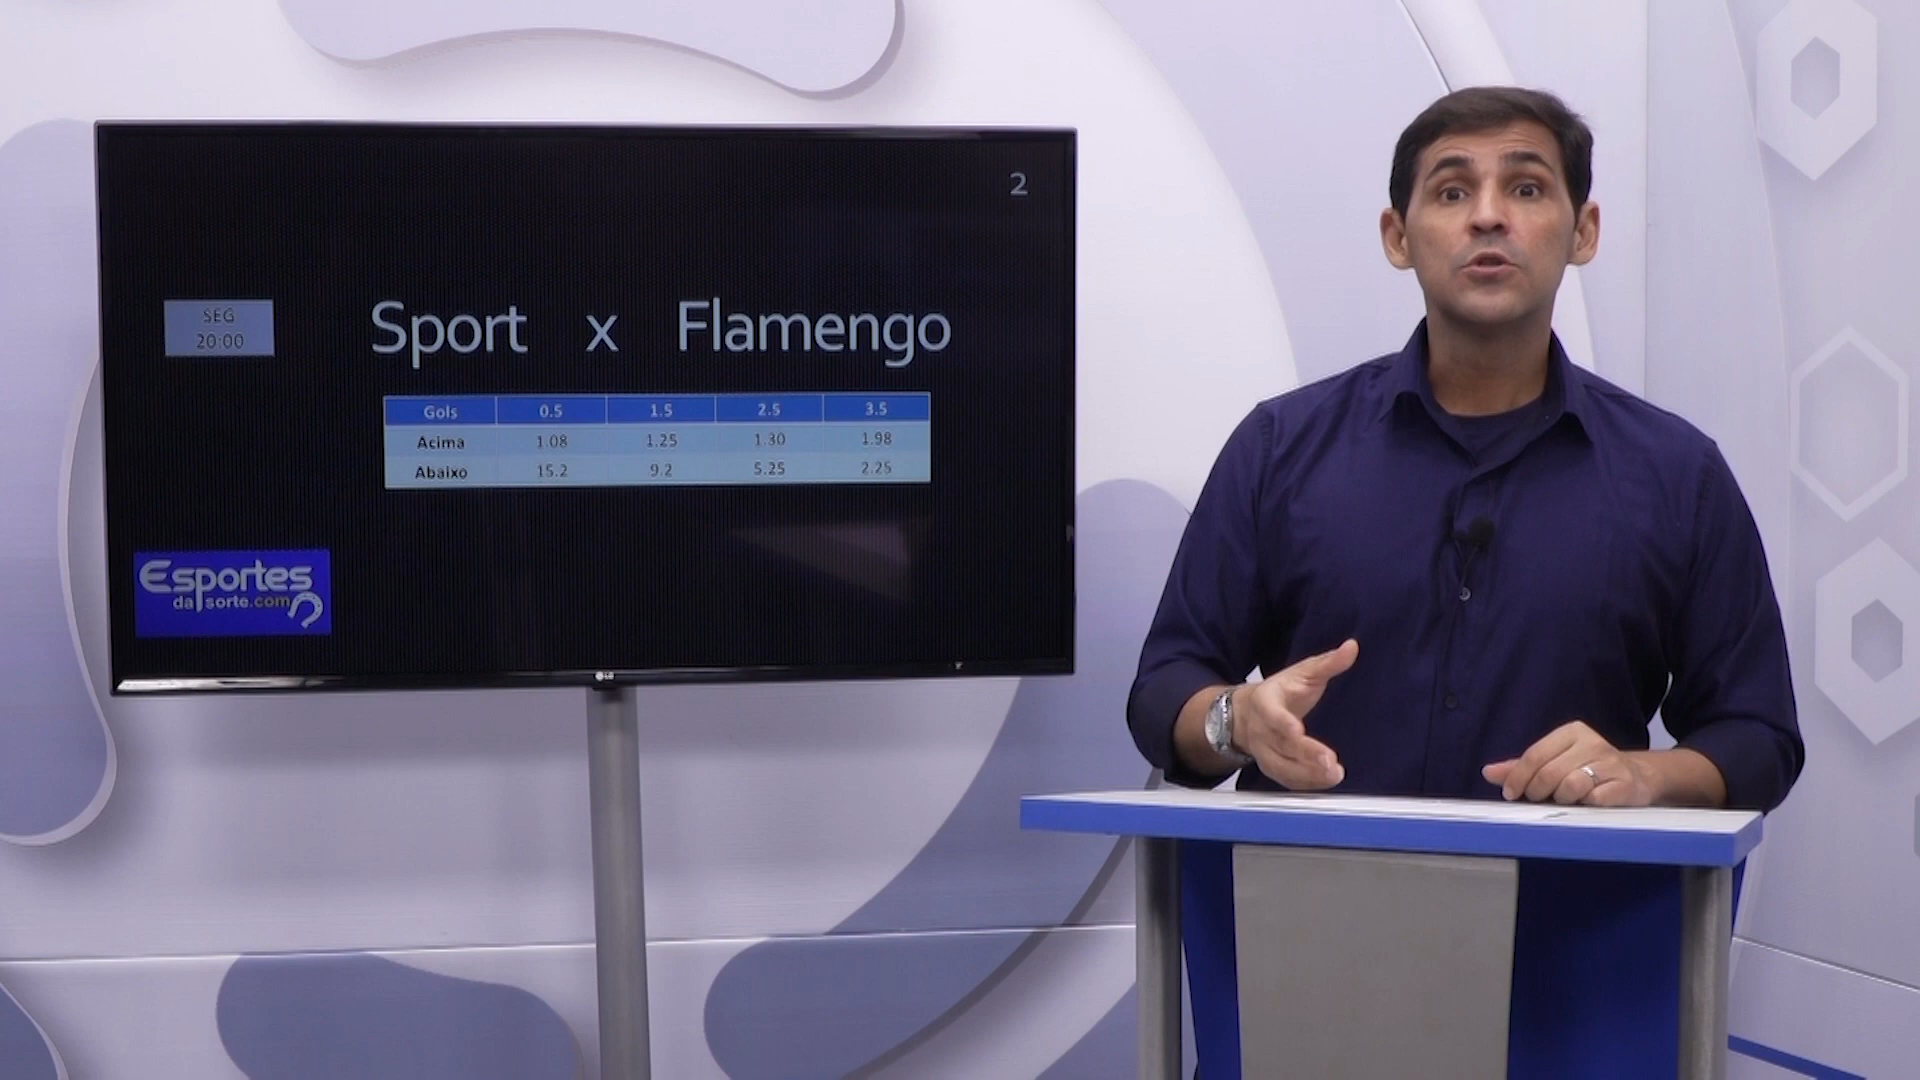 2
SEG
20:00
Sport x Flamengo
Gols 0.5 1.5 2.5 3.5
Acima 1.08 1.25 1.30 1.98
Abaixo 15.2 9.2 5.25 2.25
Esportes
da sorte.com
LG